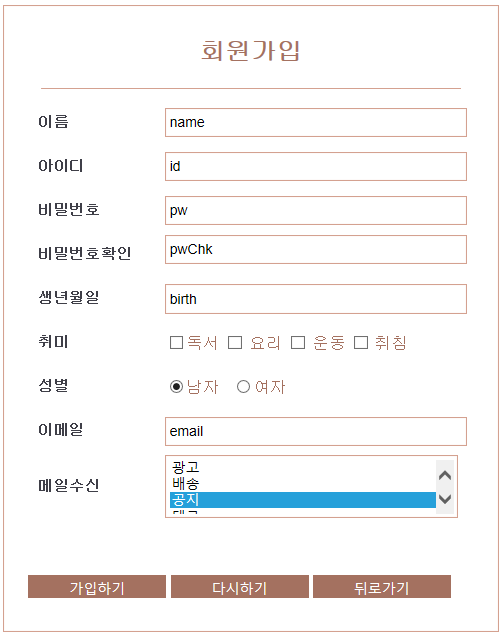 회원가입
이름 name
아이디 id
비밀번호 pw
비밀번호확인 pwChk
생년월일 birth
취미 독서 요리 운동 취침
성별 남자 여자
이메일 email
메일수신 광고
배송
공지
가입하기 다시하기 뒤로가기